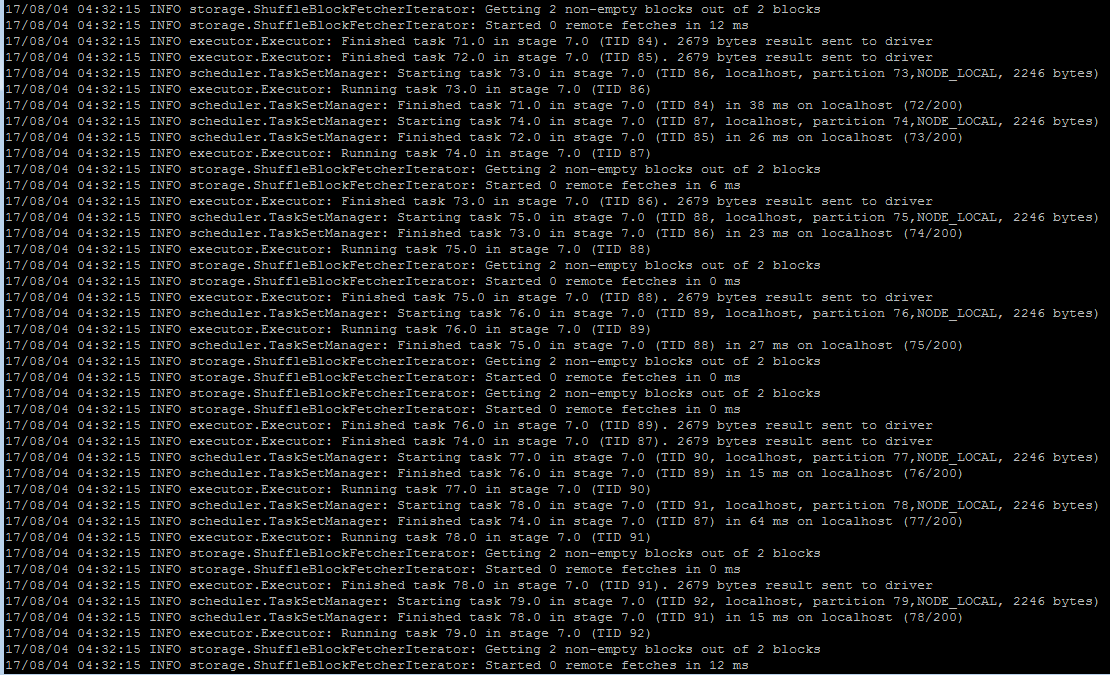 17/08/04 04:32:15 INFO storage.ShuffleBlockFetcherIterator: Getting 2 non-empty blocks out of 2 blocks
17/08/04 04:32:15 INFO storage.ShuffleBlockFetcherIterator: Started 0 remote fetches in 12 ms
17/08/04 04:32:15 INFO executor.Executor: Finished task 71.0 in stage 7.0 (TID 84). 2679 bytes result sent to driver
17/08/04 04:32:15 INFO executor.Executor: Finished task 72.0 in stage 7.0 (TID 85). 2679 bytes result sent to driver
17/08/04 04:32:15 INFO scheduler.TaskSetManager: Starting task 73.0 in stage 7.0 (TID 86, localhost, partition 73,NODE_LOCAL, 2246 bytes)
17/08/04 04:32:15 INFO executor.Executor: Running task 73.0 in stage 7.0 (TID 86)
17/08/04 04:32:15 INFO scheduler.TaskSetManager: Finished task 71.0 in stage 7.0 (TID 84) in 38 ms on localhost (72/200)
17/08/04 04:32:15 INFO scheduler.TaskSetManager: Starting task 74.0 in stage 7.0 (TID 87, localhost, partition 74,NODE_LOCAL, 2246 bytes)
17/08/04 04:32:15 INFO scheduler.TaskSetManager: Finished task 72.0 in stage 7.0 (TID 85) in 26 ms on localhost (73/200)
17/08/04 04:32:15 INFO executor.Executor: Running task 74.0 in stage 7.0 (TID 87)
17/08/04 04:32:15 INFO storage.ShuffleBlockFetcherIterator: Getting 2 non-empty blocks out of 2 blocks
17/08/04 04:32:15 INFO storage.ShuffleBlockFetcherIterator: Started 0 remote fetches in 6 ms
17/08/04 04:32:15 INFO executor.Executor: Finished task 73.0 in stage 7.0 (TID 86). 2679 bytes result sent to driver
17/08/04 04:32:15 INFO scheduler.TaskSetManager: Starting task 75.0 in stage 7.0 (TID 88, localhost, partition 75,NODE_LOCAL, 2246 bytes)
17/08/04 04:32:15 INFO scheduler.TaskSetManager: Finished task 73.0 in stage 7.0 (TID 86) in 23 ms on localhost (74/200)
17/08/04 04:32:15 INFO executor.Executor: Running task 75.0 in stage 7.0 (TID 88)
17/08/04 04:32:15 INFO storage.ShuffleBlockFetcherIterator: Getting 2 non-empty blocks out of 2 blocks
17/08/04 04:32:15 INFO storage.ShuffleBlockFetcherIterator: Started 0 remote fetches in 0 ms
17/08/04 04:32:15 INFO executor.Executor: Finished task 75.0 in stage 7.0 (TID 88). 2679 bytes result sent to driver
17/08/04 04:32:15 INFO scheduler.TaskSetManager: Starting task 76.0 in stage 7.0 (TID 89, localhost, partition 76,NODE_LOCAL, 2246 bytes)
17/08/04 04:32:15 INFO executor.Executor: Running task 76.0 in stage 7.0 (TID 89)
17/08/04 04:32:15 INFO scheduler.TaskSetManager: Finished task 75.0 in stage 7.0 (TID 88) in 27 ms on localhost (75/200)
17/08/04 04:32:15 INFO storage.ShuffleBlockFetcherIterator: Getting 2 non-empty blocks out of 2 blocks
17/08/04 04:32:15 INFO storage.ShuffleBlockFetcherIterator: Started 0 remote fetches in 0 ms
17/08/04 04:32:15 INFO storage.ShuffleBlockFetcherIterator: Getting 2 non-empty blocks out of 2 blocks
17/08/04 04:32:15 INFO storage.ShuffleBlockFetcherIterator: Started 0 remote fetches in 0 ms
17/08/04 04:32:15 INFO executor.Executor: Finished task 76.0 in stage 7.0 (TID 89). 2679 bytes result sent to driver
17/08/04 04:32:15 INFO executor.Executor: Finished task 74.0 in stage 7.0 (TID 87). 2679 bytes result sent to driver
17/08/04 04:32:15 INFO scheduler.TaskSetManager: Starting task 77.0 in stage 7.0 (TID 90, localhost, partition 77,NODE_LOCAL, 2246 bytes)
17/08/04 04:32:15 INFO scheduler.TaskSetManager: Finished task 76.0 in stage 7.0 (TID 89) in 15 ms on localhost (76/200)
17/08/04 04:32:15 INFO executor.Executor: Running task 77.0 in stage 7.0 (TID 90)
17/08/04 04:32:15 INFO scheduler.TaskSetManager: Starting task 78.0 in stage 7.0 (TID 91, localhost, partition 78,NODE_LOCAL, 2246 bytes)
17/08/04 04:32:15 INFO scheduler.TaskSetManager: Finished task 74.0 in stage 7.0 (TID 87) in 64 ms on localhost (77/200)
17/08/04 04:32:15 INFO executor.Executor: Running task 78.0 in stage 7.0 (TID 91)
17/08/04 04:32:15 INFO storage.ShuffleBlockFetcherIterator: Getting 2 non-empty blocks out of 2 blocks
17/08/04 04:32:15 INFO storage.ShuffleBlockFetcherIterator: Started 0 remote fetches in 0 ms
17/08/04 04:32:15 INFO executor.Executor: Finished task 78.0 in stage 7.0 (TID 91). 2679 bytes result sent to driver
17/08/04 04:32:15 INFO scheduler.TaskSetManager: Starting task 79.0 in stage 7.0 (TID 92, localhost, partition 79,NODE_LOCAL, 2246 bytes)
17/08/04 04:32:15 INFO scheduler.TaskSetManager: Finished task 78.0 in stage 7.0 (TID 91) in 15 ms on localhost (78/200)
17/08/04 04:32:15 INFO executor.Executor: Running task 79.0 in stage 7.0 (TID 92)
17/08/04 04:32:15 INFO storage.ShuffleBlockFetcherIterator: Getting 2 non-empty blocks out of 2 blocks
17/08/04 04:32:15 INFO storage.ShuffleBlockFetcherIterator: Started 0 remote fetches in 12 ms